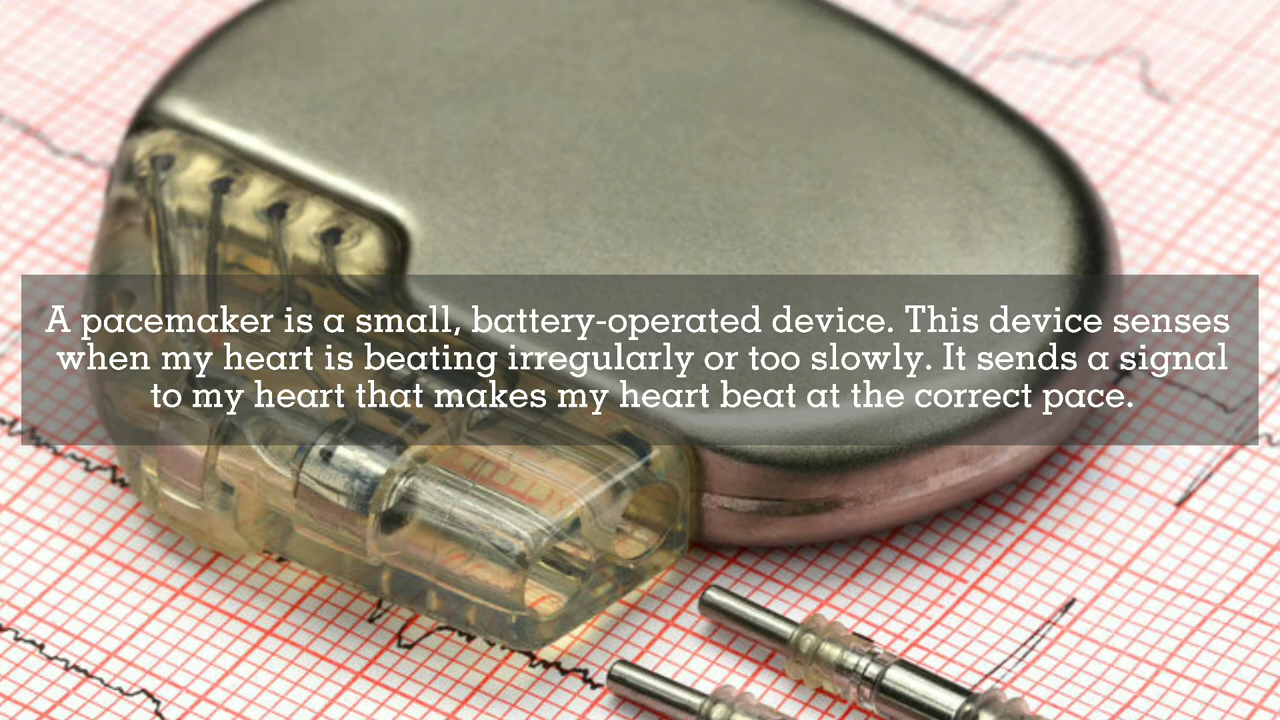 A pacemaker is a small, battery-operated device. This device senses
when my heart is beating irregularly or too slowly. It sends a signal
to my heart that makes my heart beat at the correct pace.